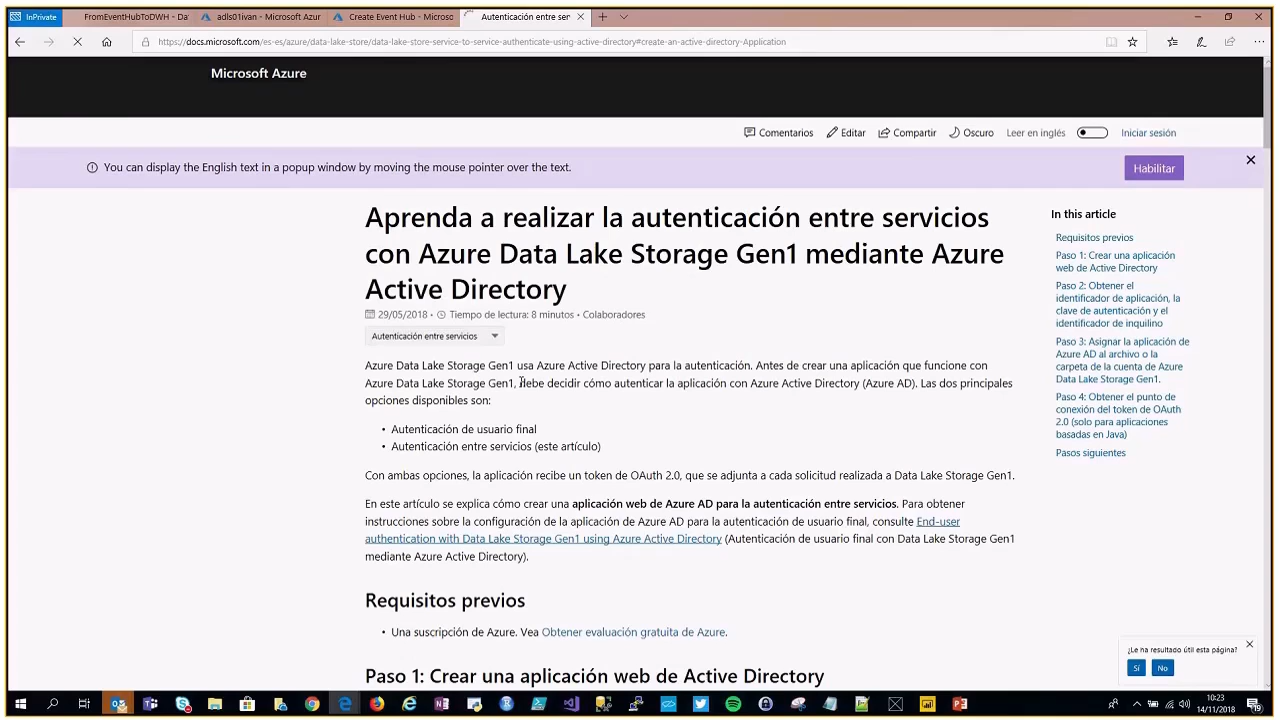 InPrivate
FromEventHubToDWH - Da
adls01ivan - Microsoft Azur
Create Event Hub - Microso
Autenticación entre ser
https://docs.microsoft.com/es-es/azure/data-lake-store/data-lake-store-service-to-service-authenticate-using-active-directory#create-an-active-directory-Application
Microsoft Azure
Comentarios
Editar
Compartir
Oscuro
Leer en inglés
Iniciar sesión
You can display the English text in a popup window by moving the mouse pointer over the text.
Habilitar
Aprenda a realizar la autenticación entre servicios
con Azure Data Lake Storage Gen1 mediante Azure
Active Directory
29/05/2018 • Tiempo de lectura: 8 minutos • Colaboradores
Autenticación entre servicios
Azure Data Lake Storage Gen1 usa Azure Active Directory para la autenticación. Antes de crear una aplicación que funcione con
Azure Data Lake Storage Gen1, debe decidir cómo autenticar la aplicación con Azure Active Directory (Azure AD). Las dos principales
opciones disponibles son:
• Autenticación de usuario final
• Autenticación entre servicios (este artículo)
Con ambas opciones, la aplicación recibe un token de OAuth 2.0, que se adjunta a cada solicitud realizada a Data Lake Storage Gen1.
En este artículo se explica cómo crear una aplicación web de Azure AD para la autenticación entre servicios. Para obtener
instrucciones sobre la configuración de la aplicación de Azure AD para la autenticación de usuario final, consulte End-user
authentication with Data Lake Storage Gen1 using Azure Active Directory (Autenticación de usuario final con Data Lake Storage Gen1
mediante Azure Active Directory).
Requisitos previos
• Una suscripción de Azure. Vea Obtener evaluación gratuita de Azure.
Paso 1: Crear una aplicación web de Active Directory
In this article
Requisitos previos
Paso 1: Crear una aplicación
web de Active Directory
Paso 2: Obtener el
identificador de aplicación, la
clave de autenticación y el
identificador de inquilino
Paso 3: Asignar la aplicación de
Azure AD al archivo o la
carpeta de la cuenta de Azure
Data Lake Storage Gen1.
Paso 4: Obtener el punto de
conexión del token de OAuth
2.0 (solo para aplicaciones
basadas en Java)
Pasos siguientes
¿Le ha resultado útil esta página?
Sí
No
10:23
14/11/2018